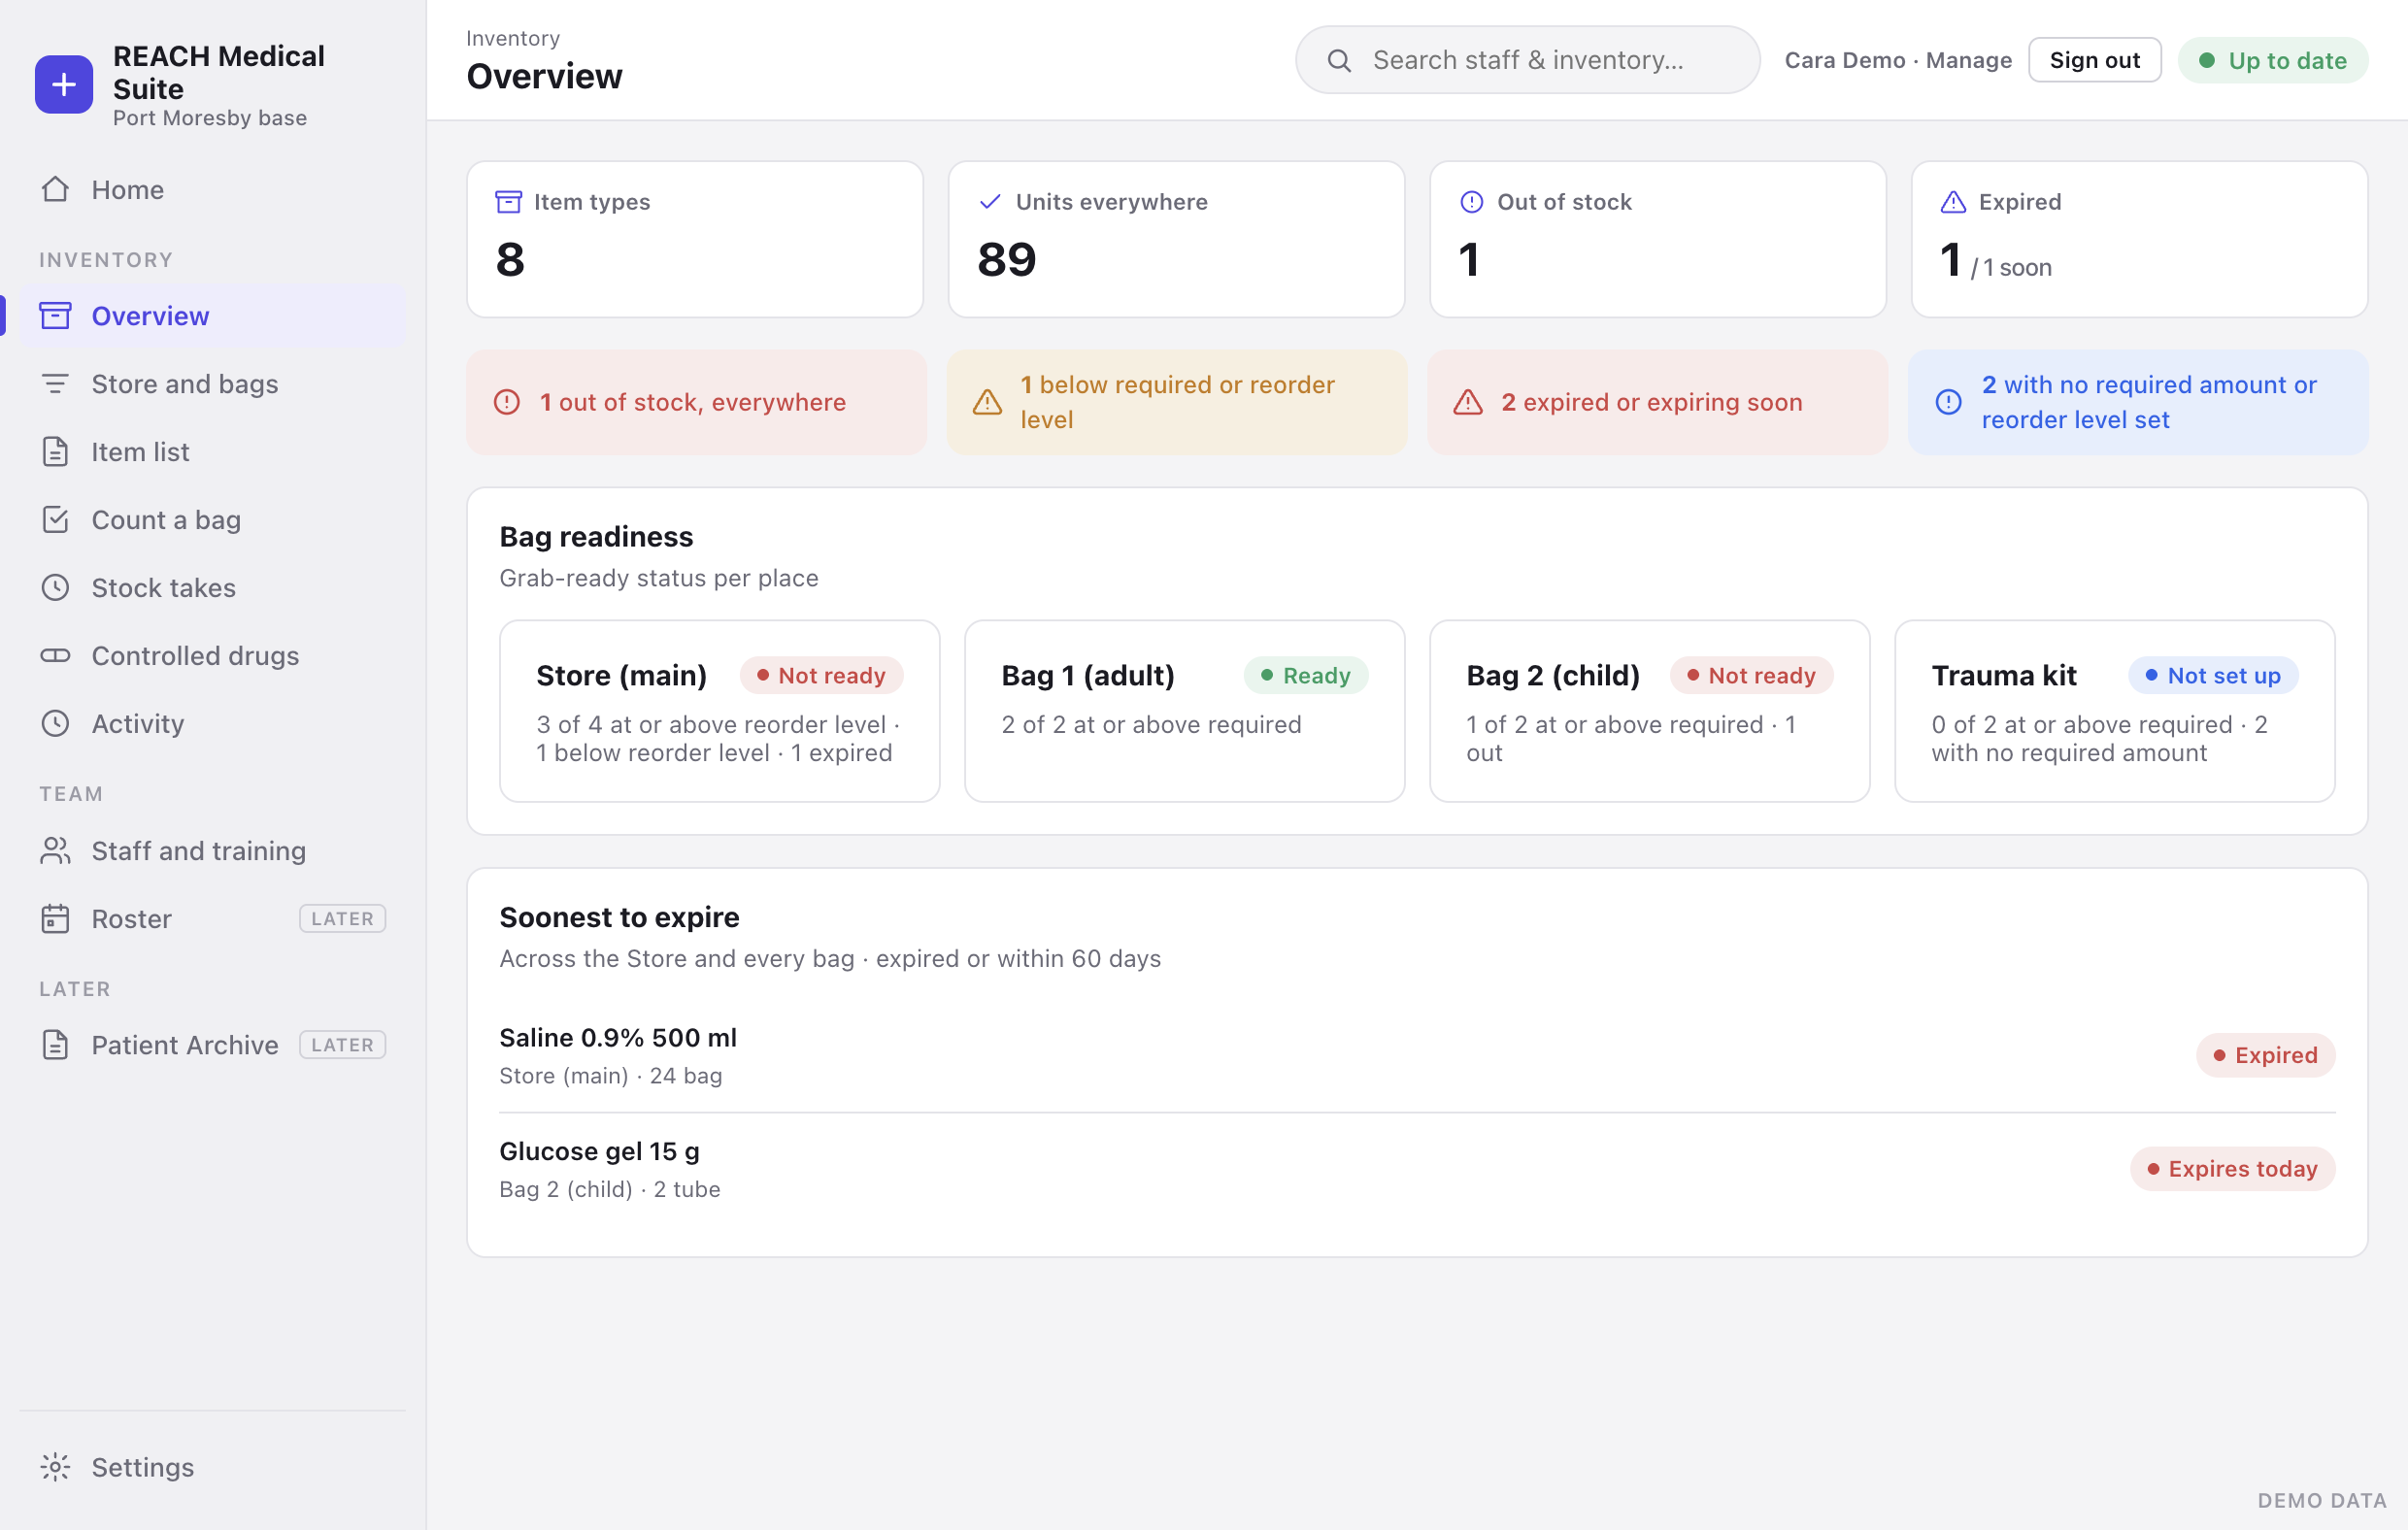 REACH Medical
Suite
Port Moresby base
Home
INVENTORY
Overview
Store and bags
Item list
Count a bag
Stock takes
Controlled drugs
Activity
TEAM
Staff and training
Roster LATER
LATER
Patient Archive LATER
Settings
Inventory
Overview
Search staff & inventory...
Cara Demo · Manage
Sign out
Up to date
Item types
8
Units everywhere
89
Out of stock
1
Expired
1 / 1 soon
1 out of stock, everywhere
1 below required or reorder
level
2 expired or expiring soon
2 with no required amount or
reorder level set
Bag readiness
Grab-ready status per place
Store (main) Not ready
3 of 4 at or above reorder level ·
1 below reorder level · 1 expired
Bag 1 (adult) Ready
2 of 2 at or above required
Bag 2 (child) Not ready
1 of 2 at or above required · 1
out
Trauma kit Not set up
0 of 2 at or above required · 2
with no required amount
Soonest to expire
Across the Store and every bag · expired or within 60 days
Saline 0.9% 500 ml
Store (main) · 24 bag
Expired
Glucose gel 15 g
Bag 2 (child) · 2 tube
Expires today
DEMO DATA